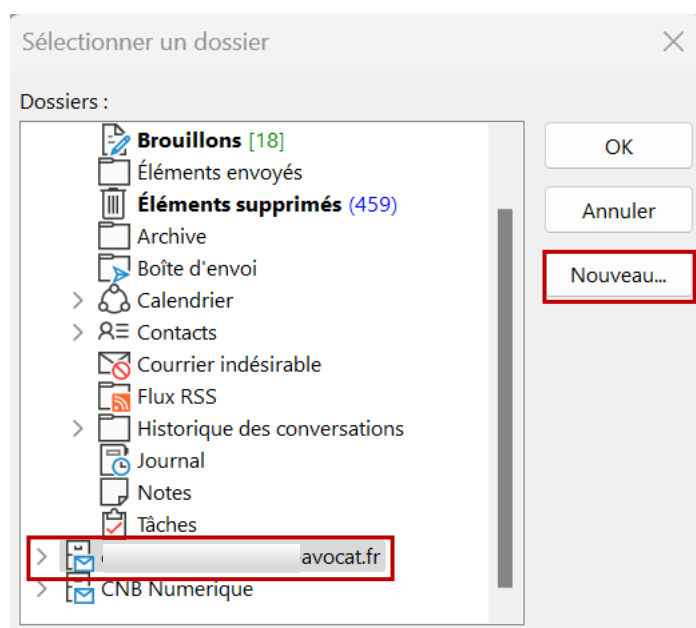 Sélectionner un dossier
Dossiers :
Brouillons [18]
Éléments envoyés
Éléments supprimés (459)
Archive
Boîte d'envoi
Calendrier
Contacts
Courrier indésirable
Flux RSS
Historique des conversations
Journal
Notes
Tâches
avocat.fr
CNB Numerique
OK
Annuler
Nouveau...